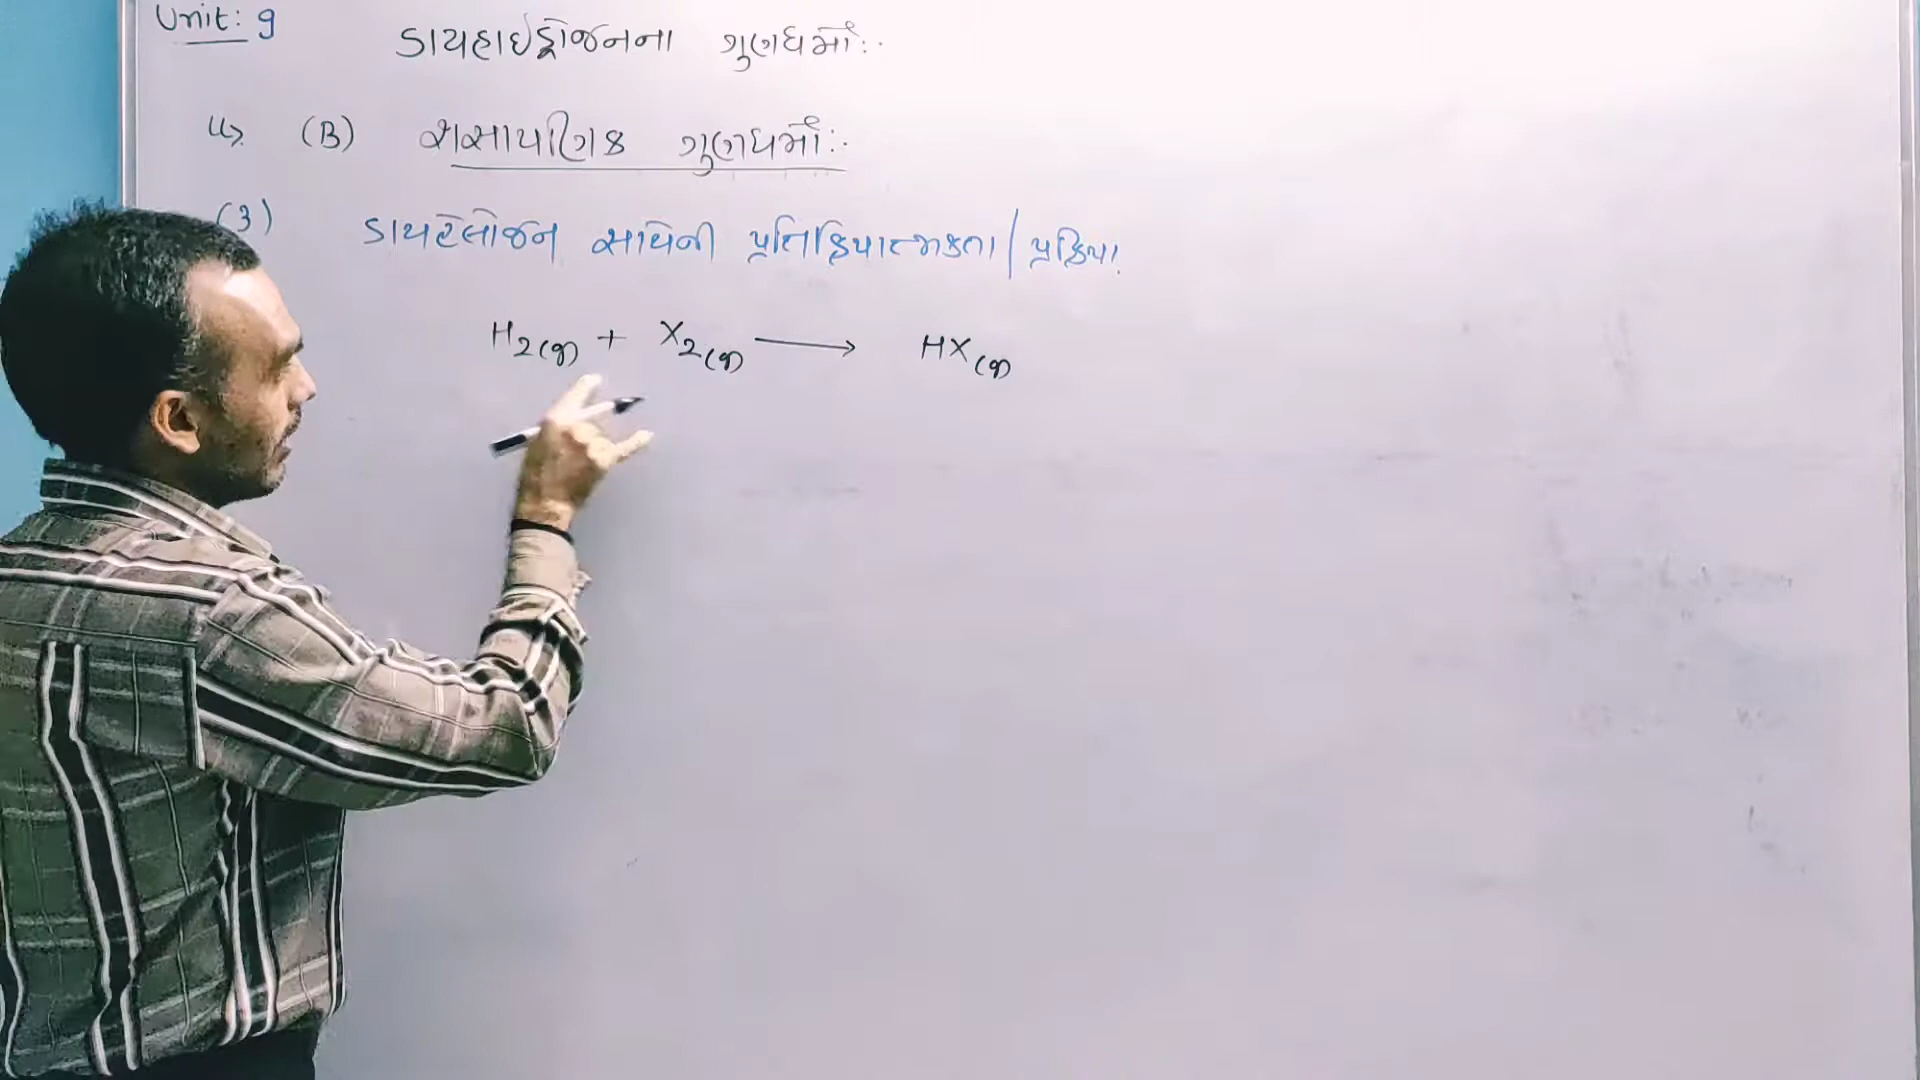 Unit: 9
ડાયહાઇડ્રોજનના ગુણધર્મો:-
(B) રાસાયણિક ગુણધર્મો:-
(3) ડાયહેલોજન સાથેની પ્રતિક્રિયાત્મકતા / પ્રક્રિયા.
H₂(g) + X₂(g) ⟶ HX(g)